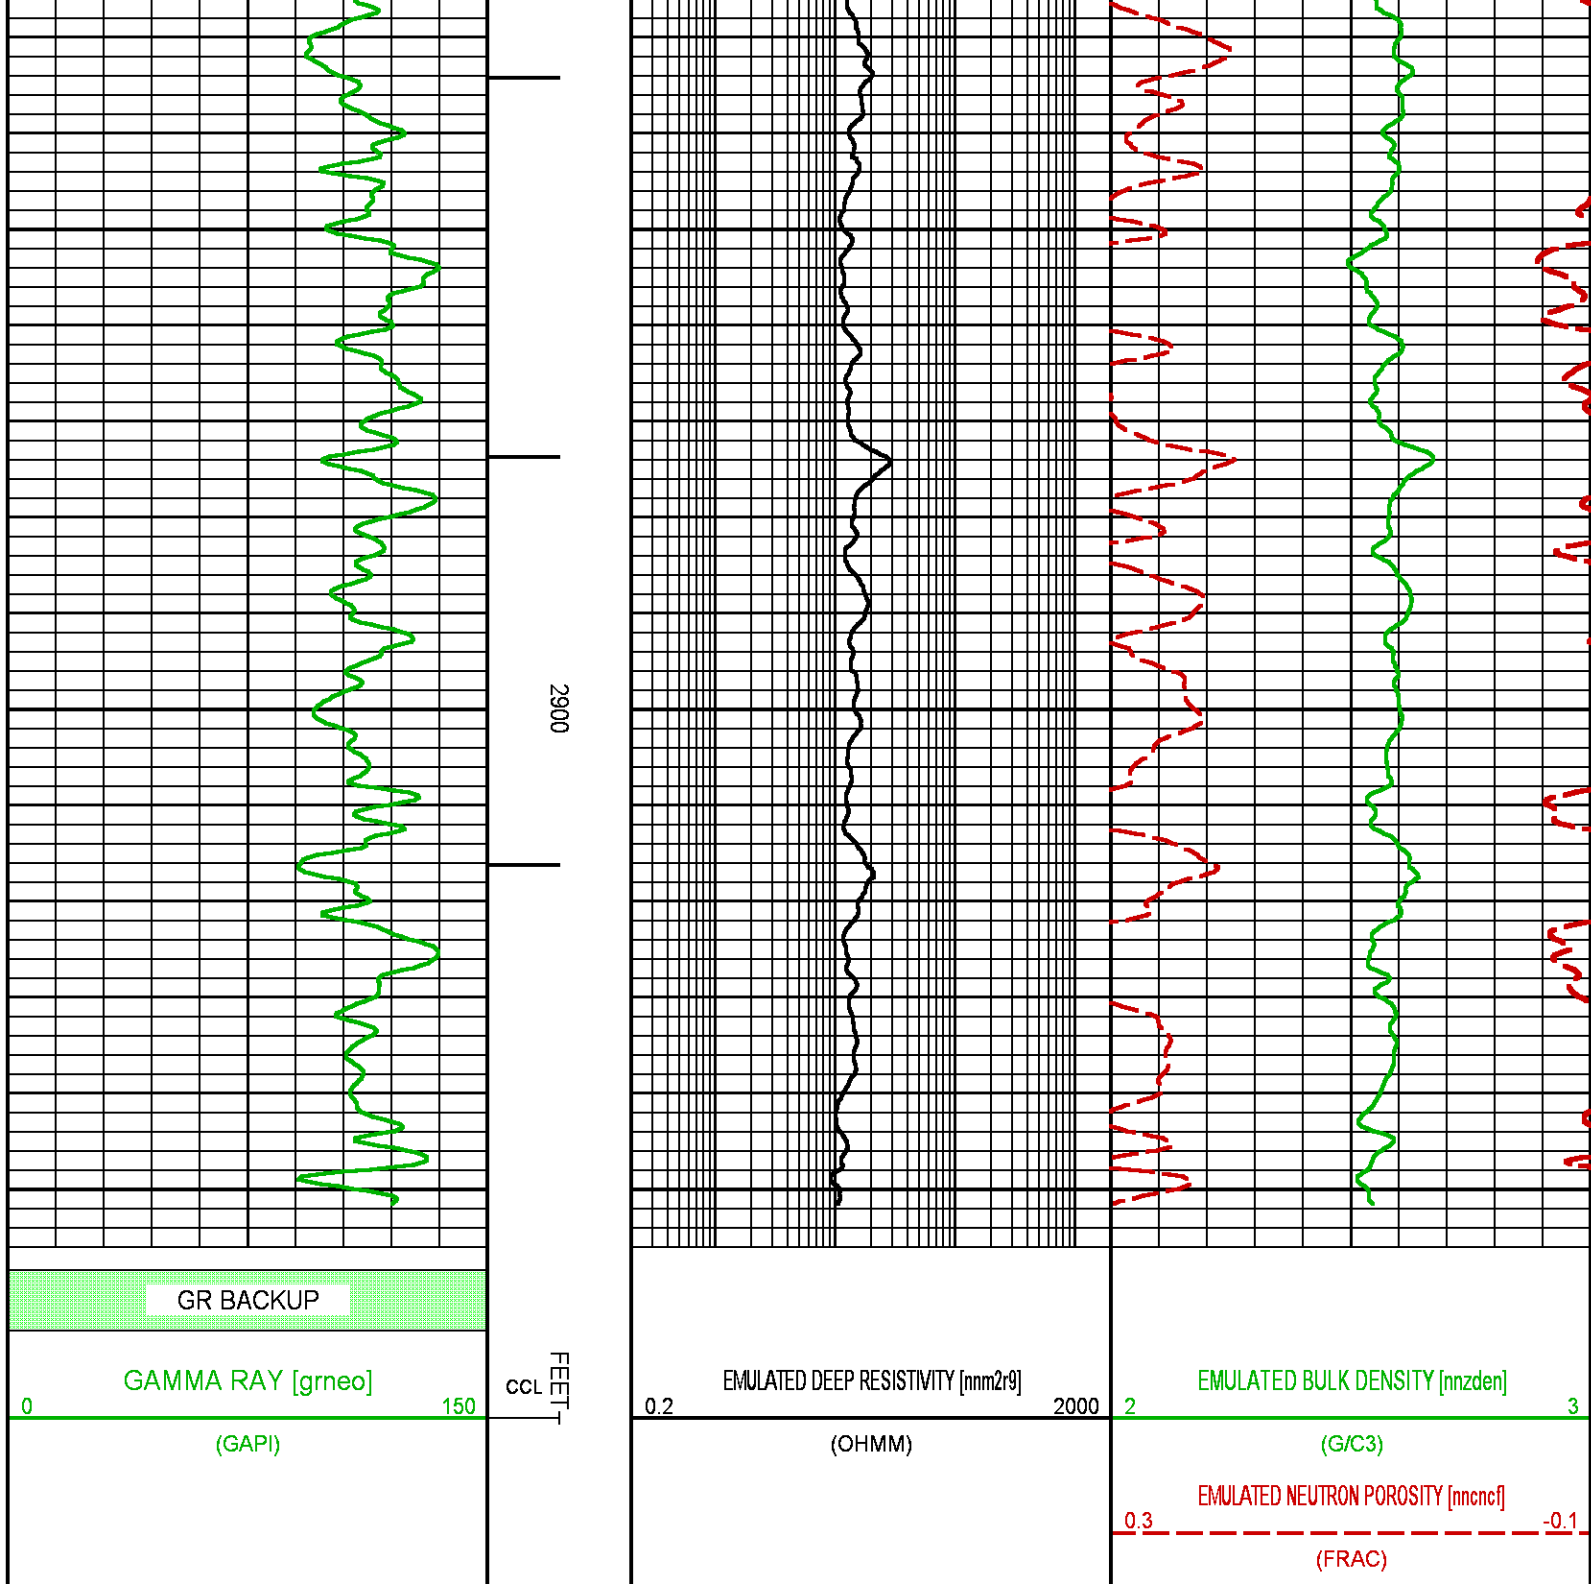 2900
GR BACKUP
GAMMA RAY [grneo]
0 150
(GAPI)
CCL
FEET
EMULATED DEEP RESISTIVITY [nnm2r9]
0.2 2000
(OHMM)
EMULATED BULK DENSITY [nnzden]
2 3
(G/C3)
EMULATED NEUTRON POROSITY [nncncf]
0.3 -0.1
(FRAC)